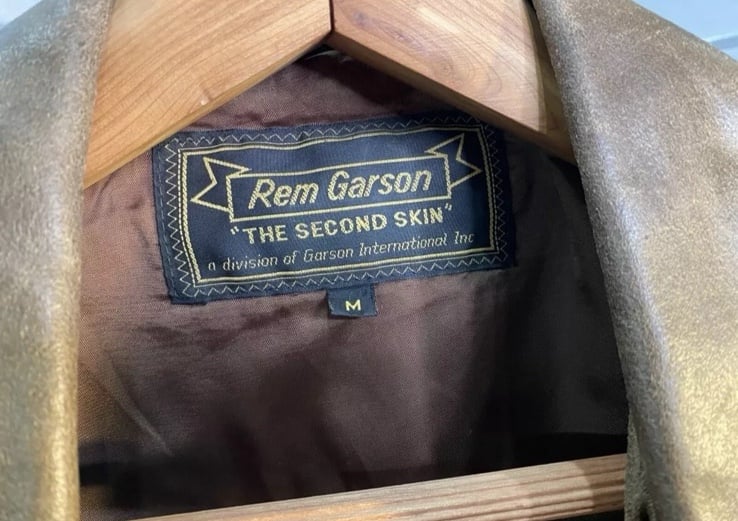 Rem Garson
"THE SECOND SKIN"
a division of Garson International Inc
M